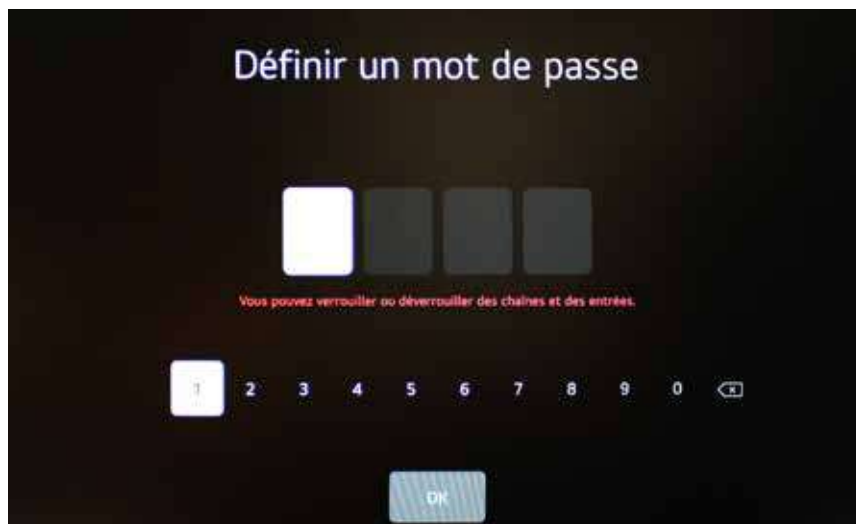 Définir un mot de passe
Vous pouvez verrouiller ou déverrouiller des chaînes et des entrées.
1 2 3 4 5 6 7 8 9 0
OK